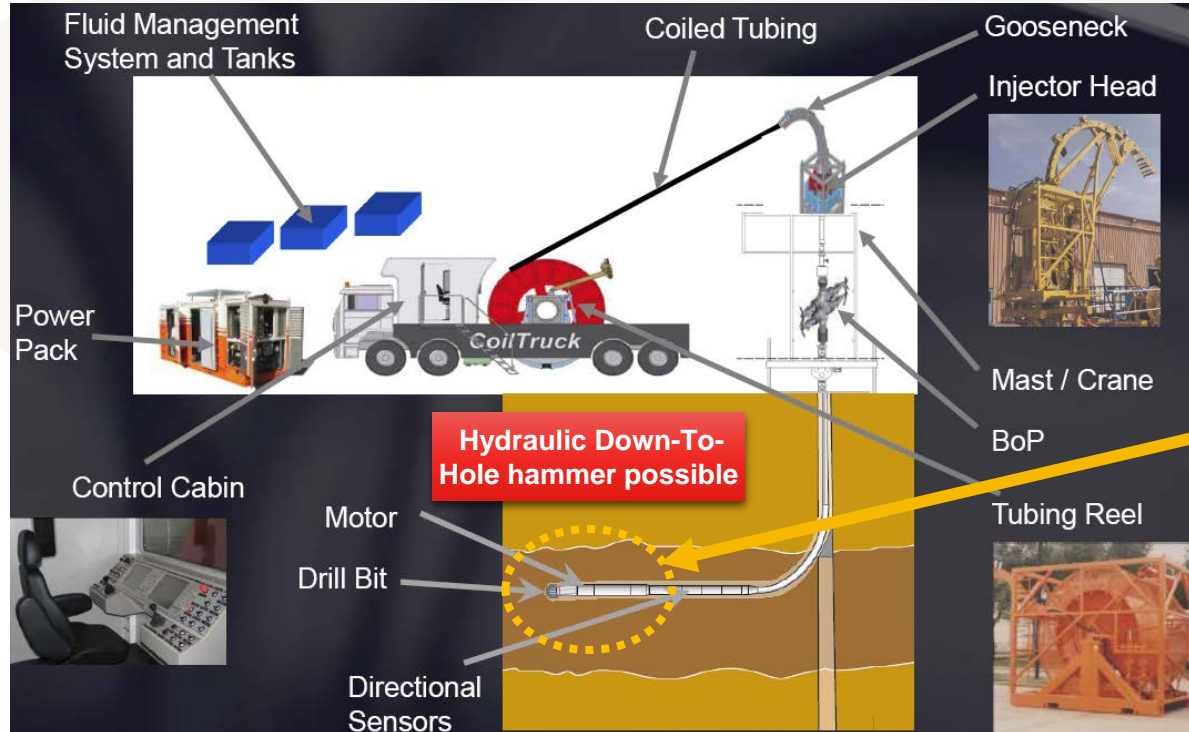 Fluid Management
System and Tanks
Coiled Tubing
Gooseneck
Injector Head
Power
Pack
CoilTruck
Mast / Crane
Hydraulic Down-To-
Hole hammer possible
BoP
Control Cabin
Motor
Tubing Reel
Drill Bit
Directional
Sensors